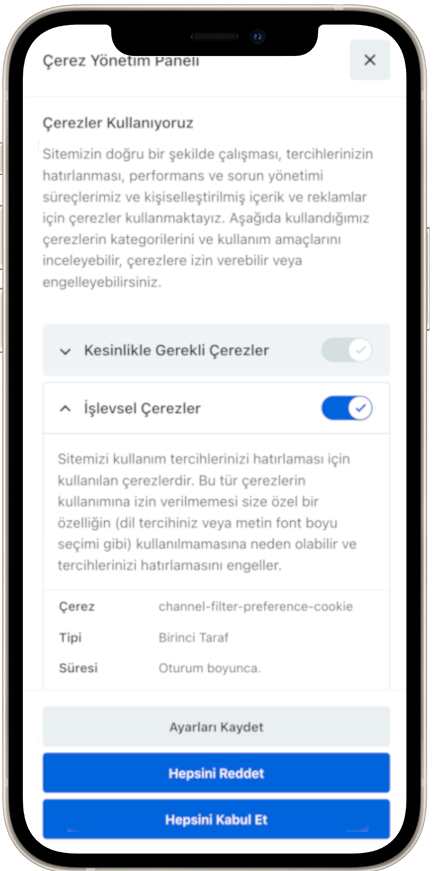 Çerez Yönetim Paneli
Çerezler Kullanıyoruz
Sitemizin doğru bir şekilde çalışması, tercihlerinizin
hatırlanması, performans ve sorun yönetimi
süreçlerimiz ve kişiselleştirilmiş içerik ve reklamlar
için çerezler kullanmaktayız. Aşağıda kullandığımız
çerezlerin kategorilerini ve kullanım amaçlarını
inceleyebilir, çerezlere izin verebilir veya
engelleyebilirsiniz.
Kesinlikle Gerekli Çerezler
İşlevsel Çerezler
Sitemizi kullanım tercihlerinizi hatırlaması için
kullanılan çerezlerdir. Bu tür çerezlerin
kullanımına izin verilmemesi size özel bir
özelliğin (dil tercihiniz veya metin font boyu
seçimi gibi) kullanılmamasına neden olabilir ve
tercihlerinizi hatırlamasını engeller.
Çerez channel-filter-preference-cookie
Tipi Birinci Taraf
Süresi Oturum boyunca.
Ayarları Kaydet
Hepsini Reddet
Hepsini Kabul Et